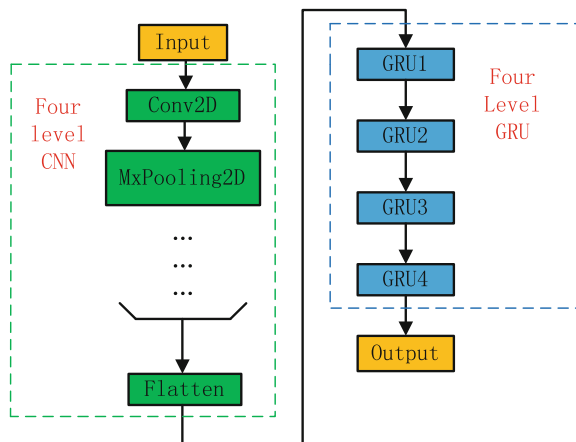 Input
Four
level
CNN
Conv2D
MxPooling2D
...
...
...
Flatten
GRU1
GRU2
GRU3
GRU4
Four
Level
GRU
Output